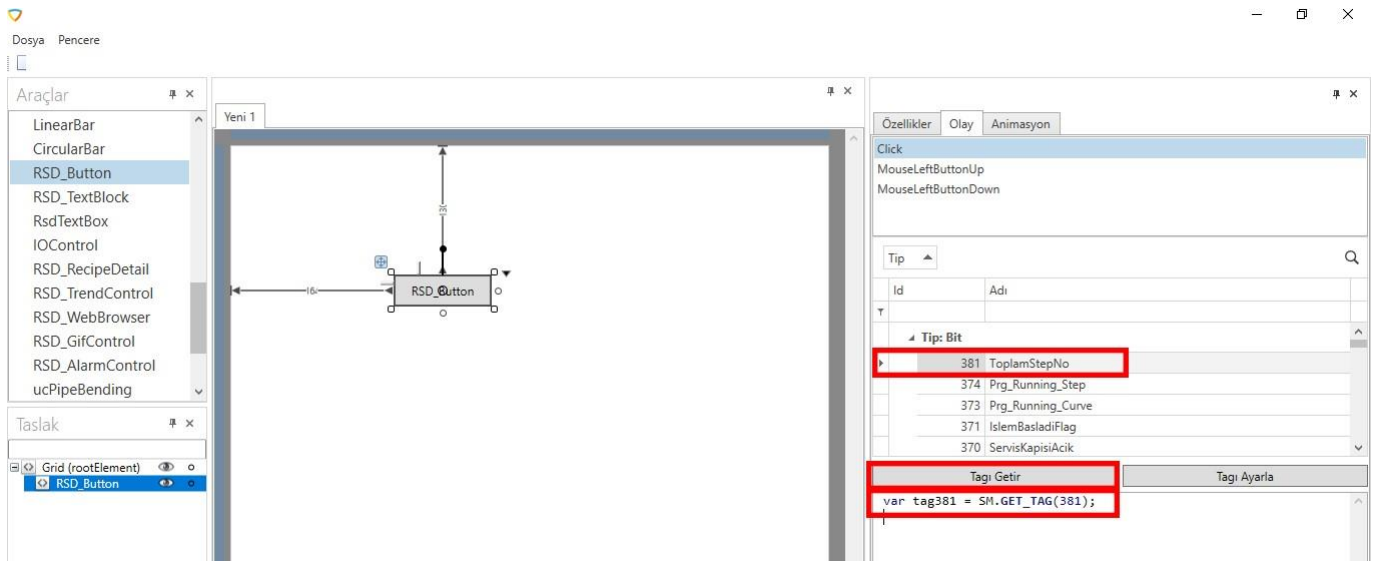 Dosya Pencere
Araçlar
LinearBar
CircularBar
RSD_Button
RSD_TextBlock
RsdTextBox
IOControl
RSD_RecipeDetail
RSD_TrendControl
RSD_WebBrowser
RSD_GifControl
RSD_AlarmControl
ucPipeBending
Taslak
Grid (rootElement)
RSD_Button
Yeni 1
RSD_Button
Özellikler Olay Animasyon
Click
MouseLeftButtonUp
MouseLeftButtonDown
Tip
Id Adı
Tip: Bit
381 ToplamStepNo
374 Prg_Running_Step
373 Prg_Running_Curve
371 IslemBasladiFlag
370 ServisKapisiAcik
Tagı Getir Tagı Ayarla
var tag381 = SM.GET_TAG(381);